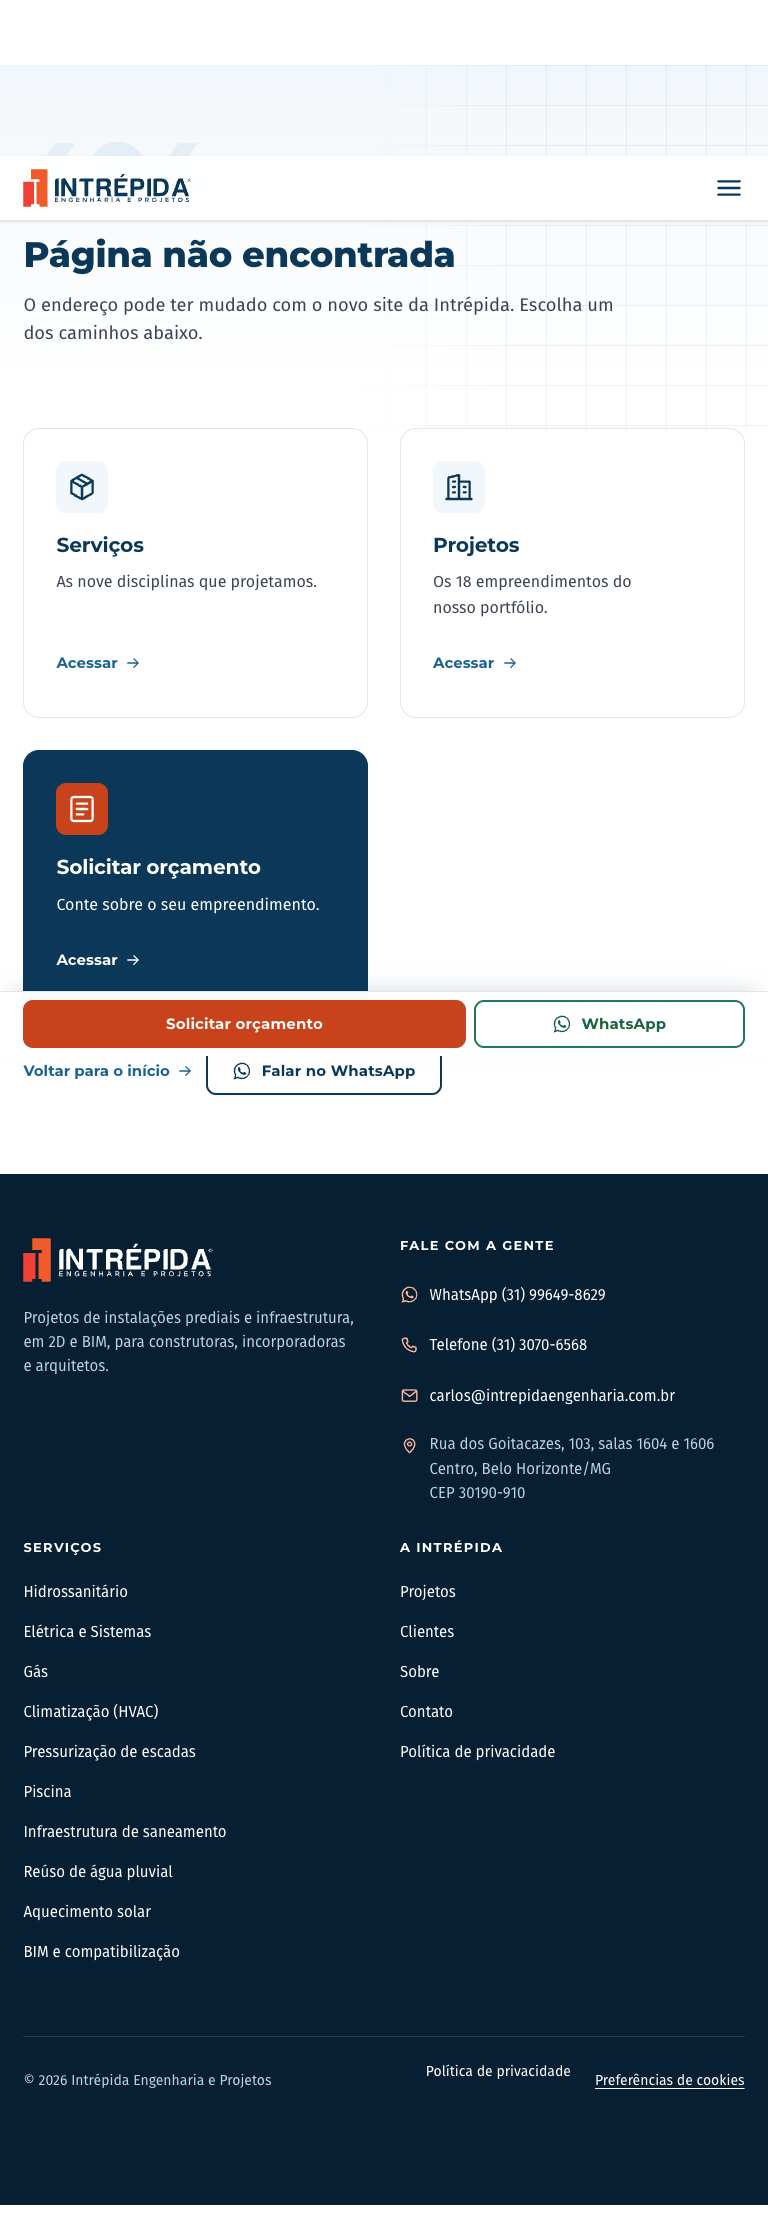 INTRÉPIDA
ENGENHARIA E PROJETOS
Página não encontrada
O endereço pode ter mudado com o novo site da Intrépida. Escolha um
dos caminhos abaixo.
Serviços
As nove disciplinas que projetamos.
Acessar
Projetos
Os 18 empreendimentos do
nosso portfólio.
Acessar
Solicitar orçamento
Conte sobre o seu empreendimento.
Acessar
Solicitar orçamento
WhatsApp
Voltar para o início
Falar no WhatsApp
INTRÉPIDA
ENGENHARIA E PROJETOS
Projetos de instalações prediais e infraestrutura,
em 2D e BIM, para construtoras, incorporadoras
e arquitetos.
FALE COM A GENTE
WhatsApp (31) 99649-8629
Telefone (31) 3070-6568
carlos@intrepidaengenharia.com.br
Rua dos Goitacazes, 103, salas 1604 e 1606
Centro, Belo Horizonte/MG
CEP 30190-910
SERVIÇOS
Hidrossanitário
Elétrica e Sistemas
Gás
Climatização (HVAC)
Pressurização de escadas
Piscina
Infraestrutura de saneamento
Reúso de água pluvial
Aquecimento solar
BIM e compatibilização
A INTRÉPIDA
Projetos
Clientes
Sobre
Contato
Política de privacidade
© 2026 Intrépida Engenharia e Projetos
Política de privacidade
Preferências de cookies